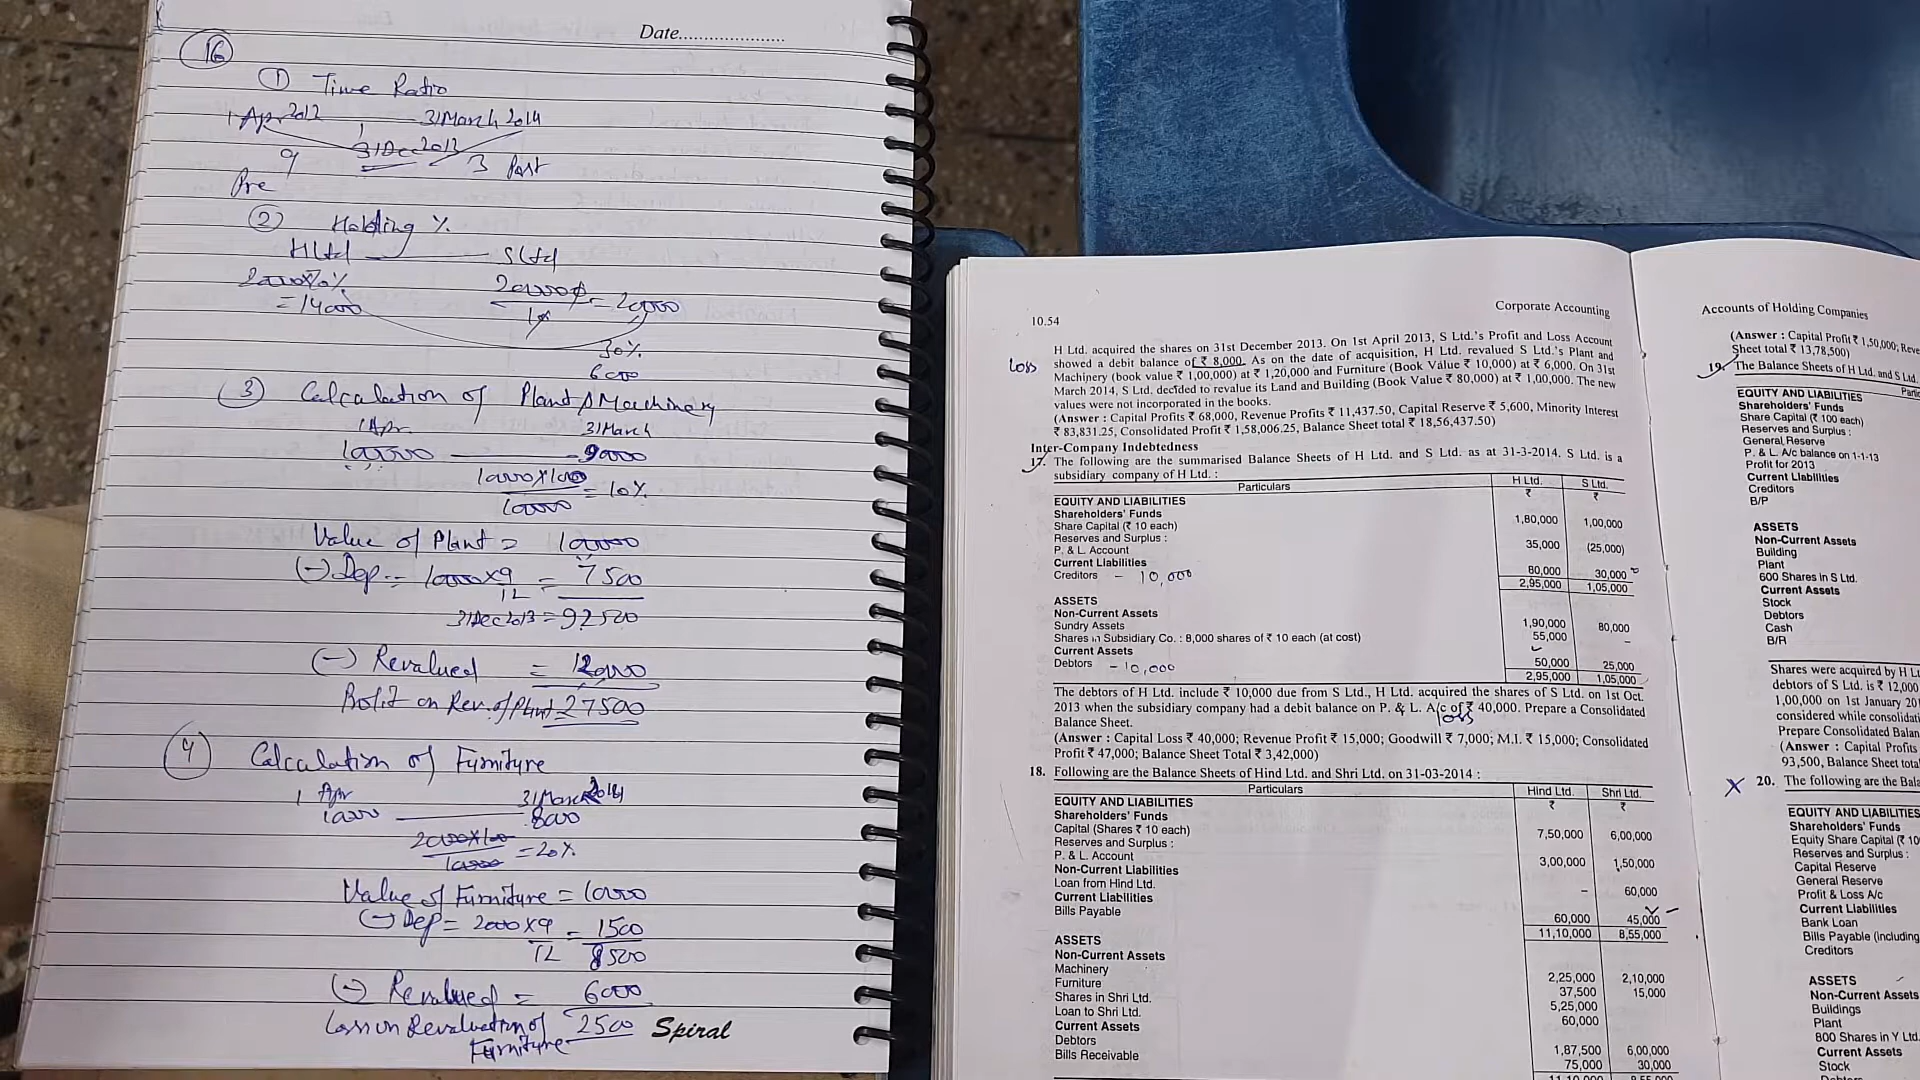 Date.....................
16
① Time Ratio
1 Apr 2013 31 March 2014
31 Dec 2013
9 3 Post
Pre
② Holding %
H Ltd S Ltd
20000x70% 200000 = 20000
= 14000 10
30%
6000
③ Calculation of Plant & Machinery
1 Apr 31 March
100000 90000
10000x100 = 10%
100000
Value of Plant = 100000
(-) Dep = 10000x9 = 7500
12
31 Dec 2013 = 92500
(-) Revalued = 120000
Profit on Rev. of Plant = 27500
④ Calculation of Furniture
1 Apr 31 March 2014
10000 8000
2000x100 = 20%
10000
Value of Furniture = 10000
(-) Dep = 2000x9 = 1500
12 8500
(-) Revalued = 6000
Loss on Revaluation of 2500
Furniture
Spiral
10.54 Corporate Accounting
H Ltd. acquired the shares on 31st December 2013. On 1st April 2013, S Ltd.'s Profit and Loss Account
loss showed a debit balance of ₹ 8,000. As on the date of acquisition, H Ltd. revalued S Ltd.'s Plant and
Machinery (book value ₹ 1,00,000) at ₹ 1,20,000 and Furniture (Book Value ₹ 10,000) at ₹ 6,000. On 31st
March 2014, S Ltd. decided to revalue its Land and Building (Book Value ₹ 80,000) at ₹ 1,00,000. The new
values were not incorporated in the books.
(Answer : Capital Profits ₹ 68,000, Revenue Profits ₹ 11,437.50, Capital Reserve ₹ 5,600, Minority Interest
₹ 83,831.25, Consolidated Profit ₹ 1,58,006.25, Balance Sheet total ₹ 18,56,437.50)
Inter-Company Indebtedness
17. The following are the summarised Balance Sheets of H Ltd. and S Ltd. as at 31-3-2014. S Ltd. is a
subsidiary company of H Ltd. :
Particulars H Ltd. S Ltd.
₹ ₹
EQUITY AND LIABILITIES
Shareholders' Funds
Share Capital (₹ 10 each) 1,80,000 1,00,000
Reserves and Surplus :
P. & L. Account 35,000 (25,000)
Current Liabilities
Creditors - 10,000 80,000 30,000
2,95,000 1,05,000
ASSETS
Non-Current Assets
Sundry Assets 1,90,000 80,000
Shares in Subsidiary Co. : 8,000 shares of ₹ 10 each (at cost) 55,000 –
Current Assets
Debtors - 10,000 50,000 25,000
2,95,000 1,05,000
The debtors of H Ltd. include ₹ 10,000 due from S Ltd., H Ltd. acquired the shares of S Ltd. on 1st Oct.
2013 when the subsidiary company had a debit balance on P. & L. A/c of ₹ 40,000. Prepare a Consolidated
loss
Balance Sheet.
(Answer : Capital Loss ₹ 40,000; Revenue Profit ₹ 15,000; Goodwill ₹ 7,000; M.I. ₹ 15,000; Consolidated
Profit ₹ 47,000; Balance Sheet Total ₹ 3,42,000)
18. Following are the Balance Sheets of Hind Ltd. and Shri Ltd. on 31-03-2014 :
Particulars Hind Ltd. Shri Ltd.
₹ ₹
EQUITY AND LIABILITIES
Shareholders' Funds
Capital (Shares ₹ 10 each) 7,50,000 6,00,000
Reserves and Surplus :
P. & L. Account 3,00,000 1,50,000
Non-Current Liabilities
Loan from Hind Ltd. – 60,000
Current Liabilities
Bills Payable 60,000 45,000
11,10,000 8,55,000
ASSETS
Non-Current Assets
Machinery 2,25,000 2,10,000
Furniture 37,500 15,000
Shares in Shri Ltd. 5,25,000
Loan to Shri Ltd. 60,000
Current Assets
Debtors 1,87,500 6,00,000
Bills Receivable 75,000 30,000
11,10,000 8,55,000
Accounts of Holding Companies
(Answer : Capital Profit ₹ 1,50,000; Reve
Sheet total ₹ 13,78,500)
19. The Balance Sheets of H Ltd. and S Ltd.
EQUITY AND LIABILITIES
Shareholders' Funds
Share Capital (₹ 100 each)
Reserves and Surplus :
General Reserve
P. & L. A/c balance on 1-1-13
Profit for 2013
Current Liabilities
Creditors
B/P
ASSETS
Non-Current Assets
Building
Plant
600 Shares in S Ltd.
Current Assets
Stock
Debtors
Cash
B/R
Shares were acquired by H Lt
debtors of S Ltd. is ₹ 12,000
1,00,000 on 1st January 201
considered while consolidati
Prepare Consolidated Balan
(Answer : Capital Profits
93,500, Balance Sheet tota
X 20. The following are the Bala
EQUITY AND LIABILITIES
Shareholders' Funds
Equity Share Capital (₹ 10
Reserves and Surplus :
Capital Reserve
General Reserve
Profit & Loss A/c
Current Liabilities
Bank Loan
Bills Payable (including
Creditors
ASSETS
Non-Current Assets
Buildings
Plant
800 Shares in Y Ltd.
Current Assets
Stock